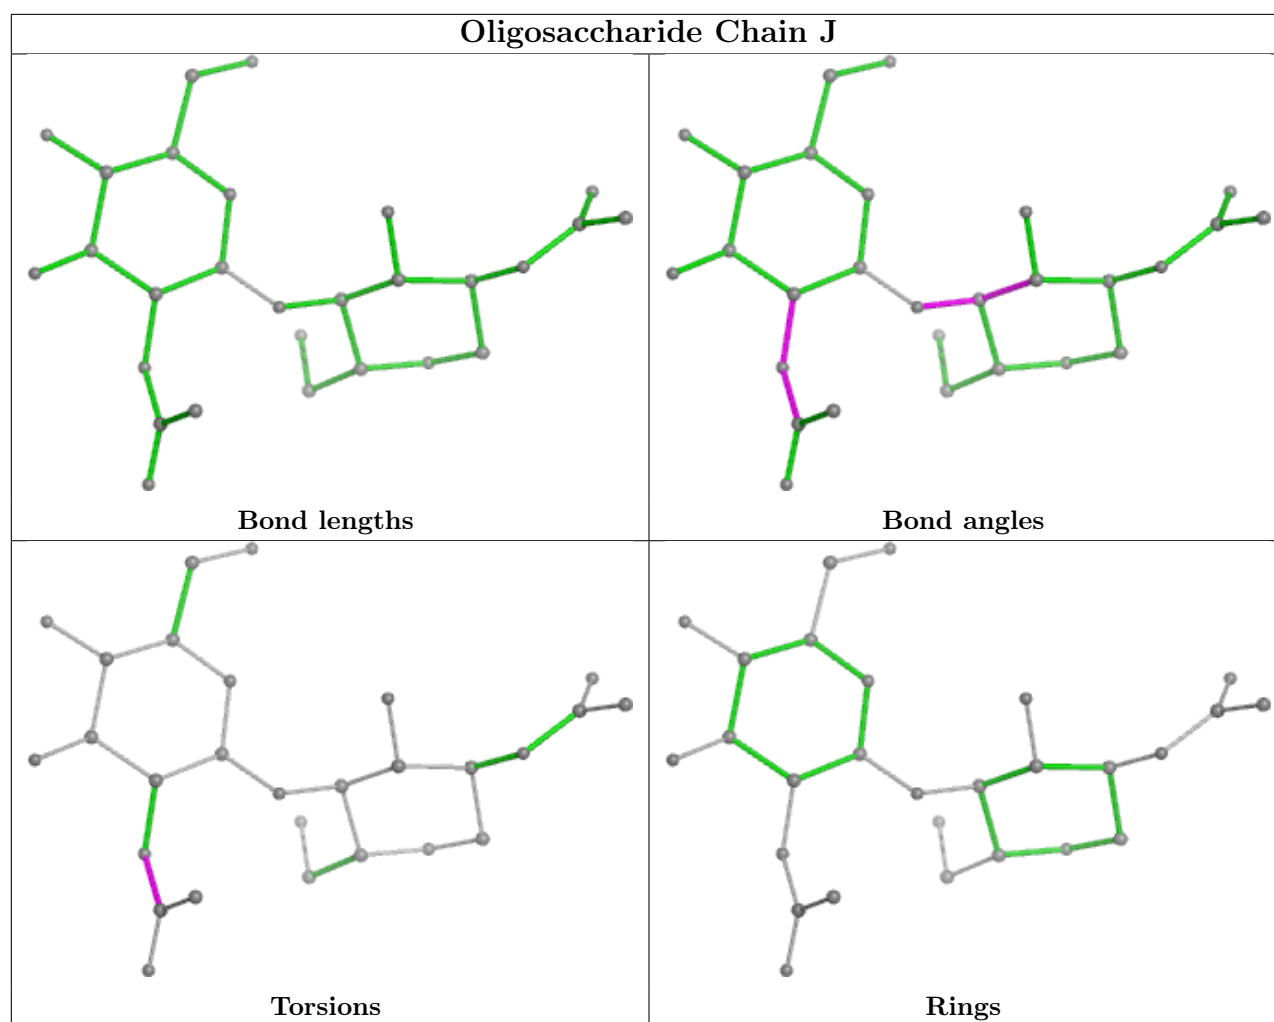 Oligosaccharide Chain J
Bond lengths
Bond angles
Torsions
Rings